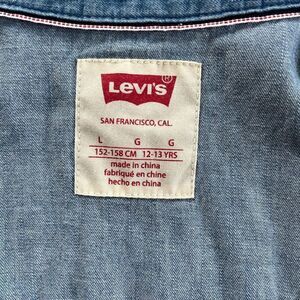 Levi's®
SAN FRANCISCO, CAL.
L G G
152-158 CM 12-13 YRS
made in china
fabriqué en chine
hecho en china